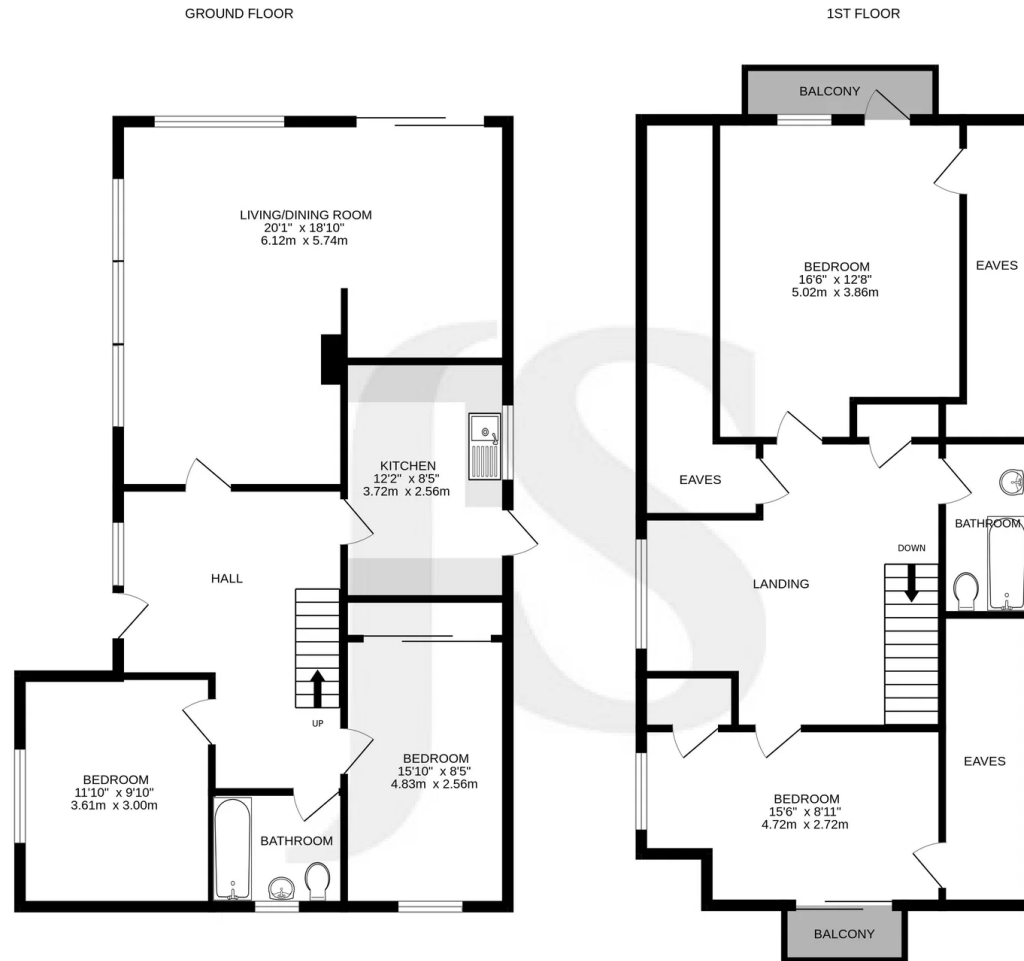 GROUND FLOOR
LIVING/DINING ROOM
20'1" x 18'10"
6.12m x 5.74m
KITCHEN
12'2" x 8'5"
3.72m x 2.56m
HALL
UP
BEDROOM
11'10" x 9'10"
3.61m x 3.00m
BATHROOM
BEDROOM
15'10" x 8'5"
4.83m x 2.56m
1ST FLOOR
BALCONY
BEDROOM
16'6" x 12'8"
5.02m x 3.86m
EAVES
EAVES
BATHROOM
DOWN
LANDING
EAVES
BEDROOM
15'6" x 8'11"
4.72m x 2.72m
BALCONY
JS